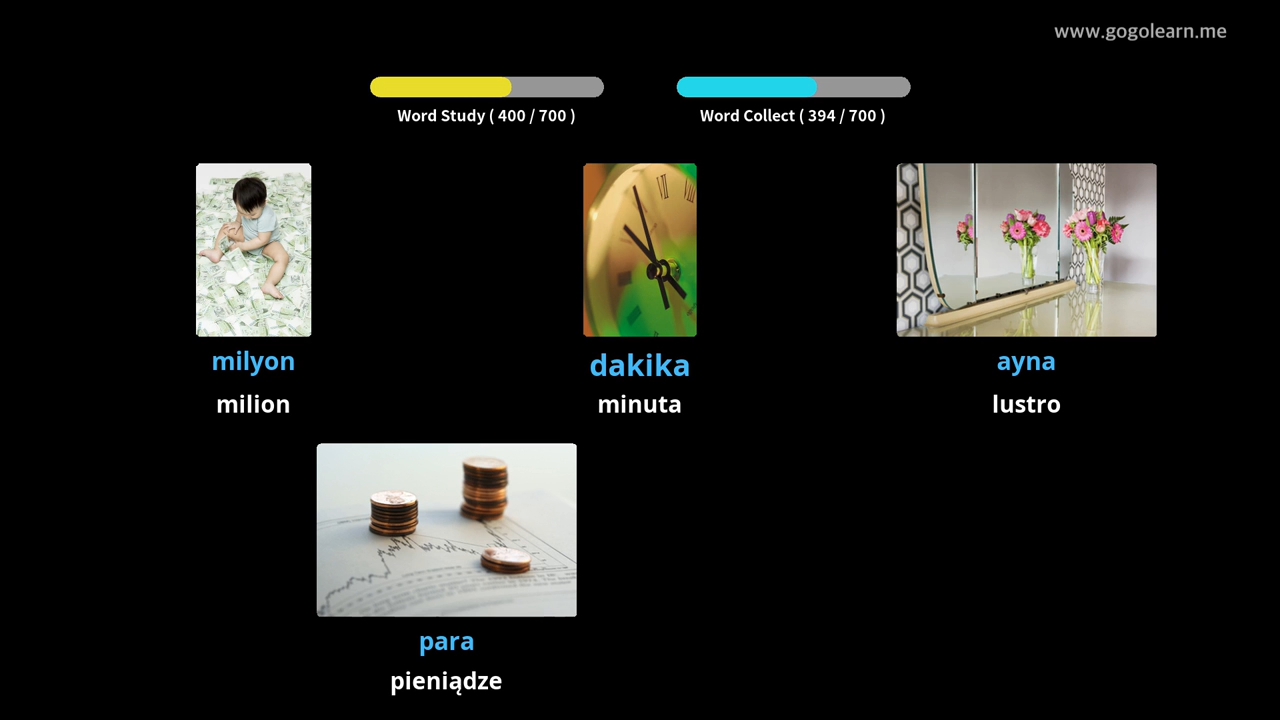 www.gogolearn.me
Word Study ( 400 / 700 )
Word Collect ( 394 / 700 )
milyon
milion
dakika
minuta
ayna
lustro
para
pieniądze